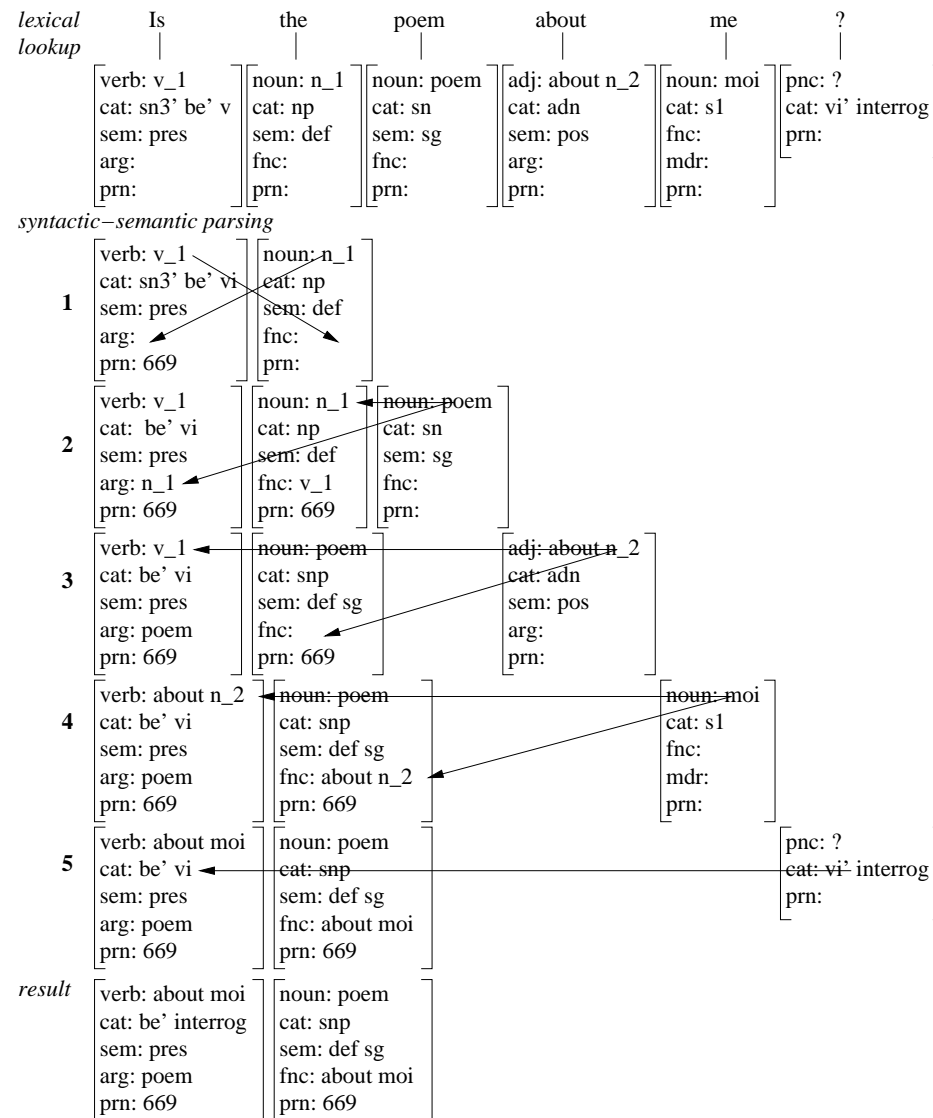 lexical Is the poem about me ?
lookup
verb: v_1 noun: n_1 noun: poem adj: about n_2 noun: moi pnc: ?
cat: sn3’ be’ v cat: np cat: sn cat: adn cat: s1 cat: vi’ interrog
sem: pres sem: def sem: sg sem: pos fnc: prn:
arg: fnc: fnc: arg: mdr:
prn: prn: prn: prn: prn:
syntactic−semantic parsing
verb: v_1 noun: n_1
cat: sn3’ be’ vi cat: np
1 sem: pres sem: def
arg: fnc:
prn: 669 prn:
verb: v_1 noun: n_1 noun: poem
cat: be’ vi cat: np cat: sn
2 sem: pres sem: def sem: sg
arg: n_1 fnc: v_1 fnc:
prn: 669 prn: 669 prn:
verb: v_1 noun: poem adj: about n_2
cat: be’ vi cat: snp cat: adn
3 sem: pres sem: def sg sem: pos
arg: poem fnc: arg:
prn: 669 prn: 669 prn:
verb: about n_2 noun: poem noun: moi
4 cat: be’ vi cat: snp cat: s1
sem: pres sem: def sg fnc:
arg: poem fnc: about n_2 mdr:
prn: 669 prn: 669 prn:
verb: about moi noun: poem pnc: ?
5 cat: be’ vi cat: snp cat: vi’ interrog
sem: pres sem: def sg prn:
arg: poem fnc: about moi
prn: 669 prn: 669
result verb: about moi noun: poem
cat: be’ interrog cat: snp
sem: pres sem: def sg
arg: poem fnc: about moi
prn: 669 prn: 669